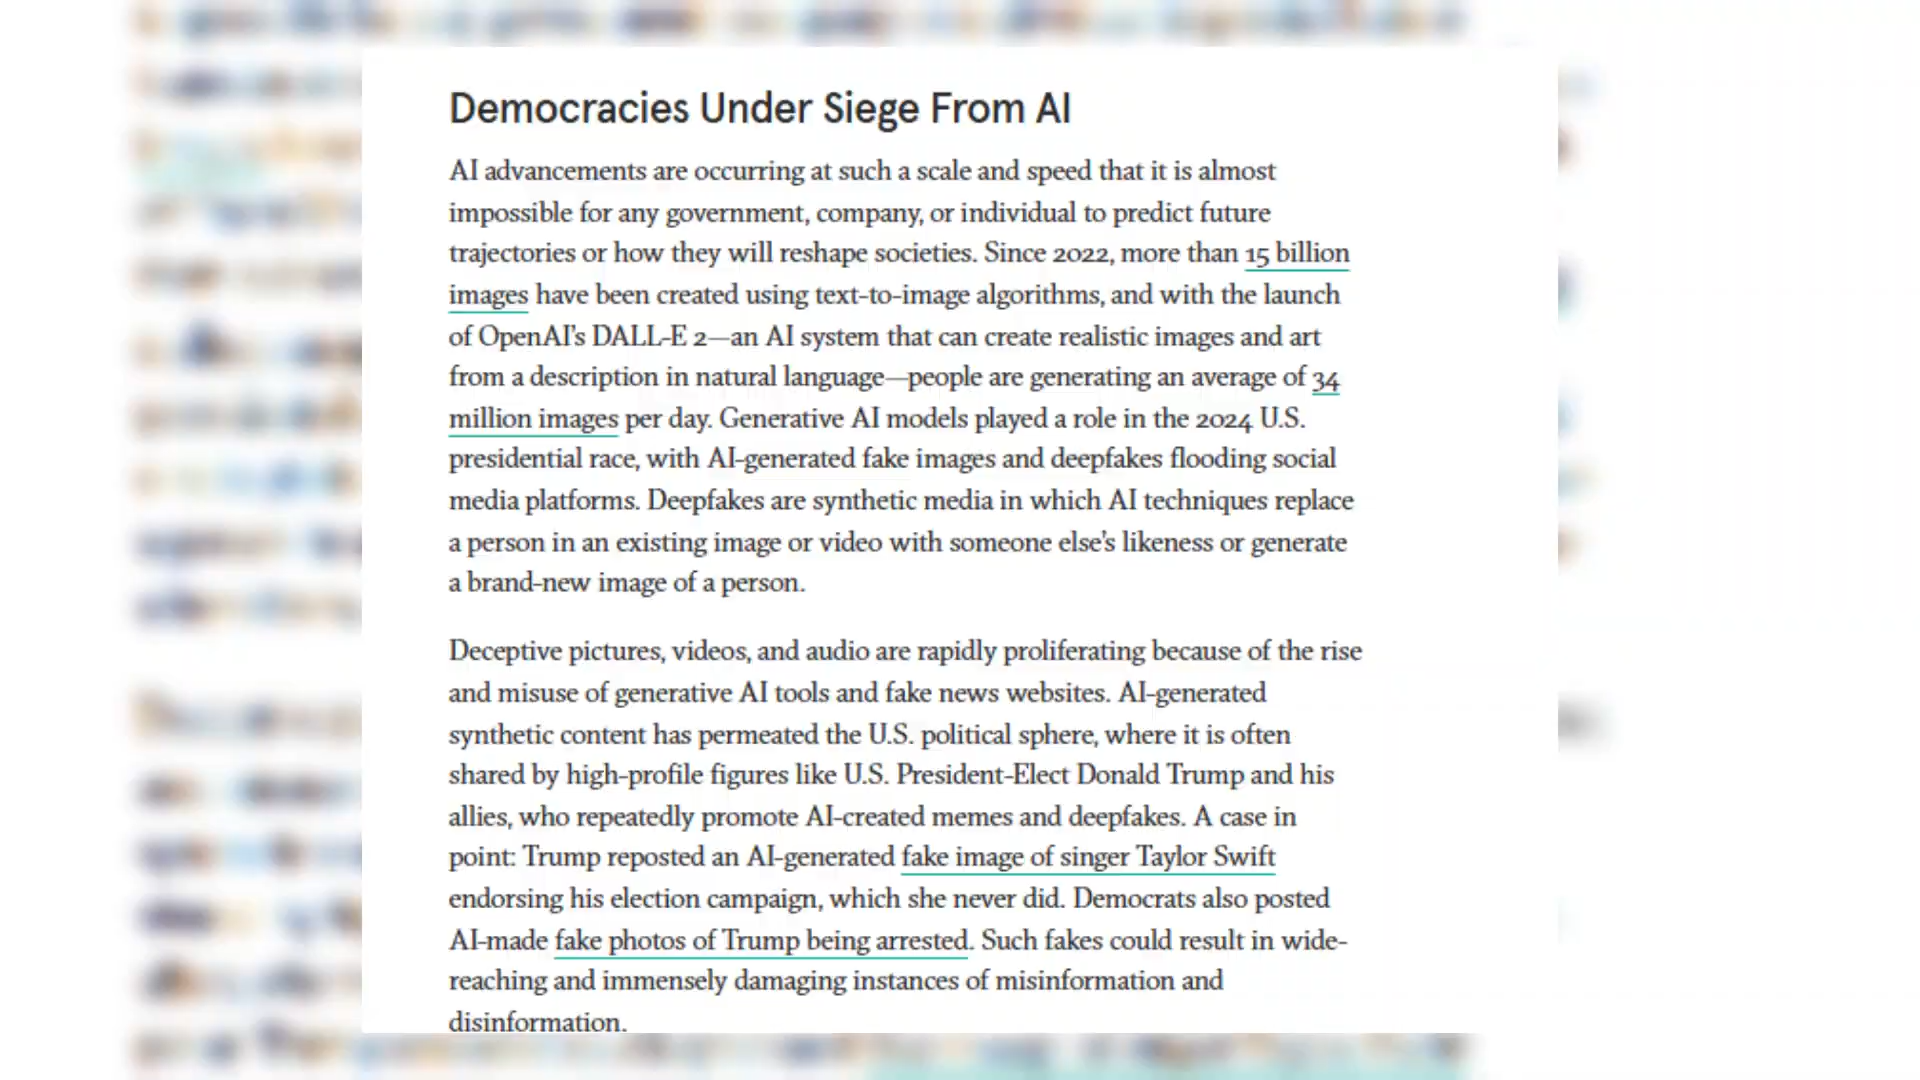 Democracies Under Siege From AI
AI advancements are occurring at such a scale and speed that it is almost
impossible for any government, company, or individual to predict future
trajectories or how they will reshape societies. Since 2022, more than 15 billion
images have been created using text-to-image algorithms, and with the launch
of OpenAI’s DALL-E 2—an AI system that can create realistic images and art
from a description in natural language—people are generating an average of 34
million images per day. Generative AI models played a role in the 2024 U.S.
presidential race, with AI-generated fake images and deepfakes flooding social
media platforms. Deepfakes are synthetic media in which AI techniques replace
a person in an existing image or video with someone else’s likeness or generate
a brand-new image of a person.
Deceptive pictures, videos, and audio are rapidly proliferating because of the rise
and misuse of generative AI tools and fake news websites. AI-generated
synthetic content has permeated the U.S. political sphere, where it is often
shared by high-profile figures like U.S. President-Elect Donald Trump and his
allies, who repeatedly promote AI-created memes and deepfakes. A case in
point: Trump reposted an AI-generated fake image of singer Taylor Swift
endorsing his election campaign, which she never did. Democrats also posted
AI-made fake photos of Trump being arrested. Such fakes could result in wide-
reaching and immensely damaging instances of misinformation and
disinformation.